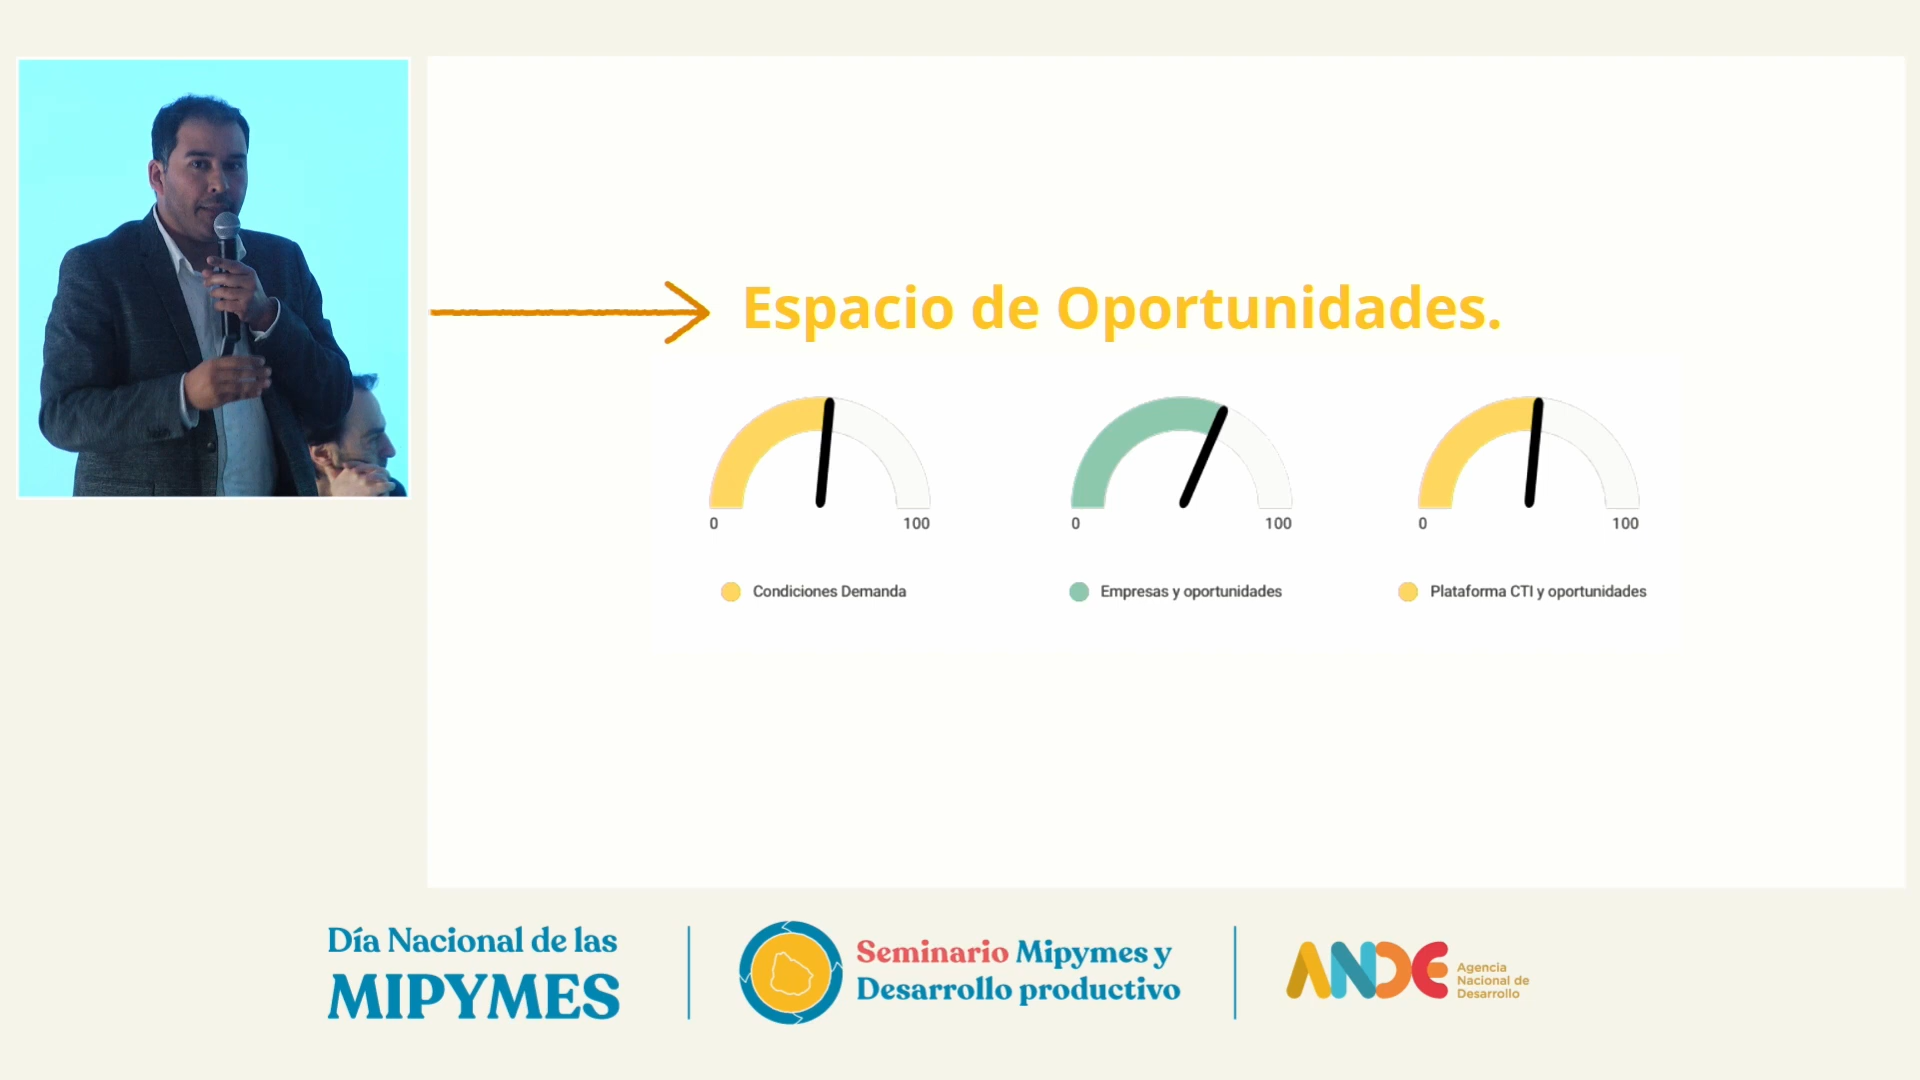 Espacio de Oportunidades.
0 100
0 100
0 100
Condiciones Demanda
Empresas y oportunidades
Plataforma CTI y oportunidades
Día Nacional de las
MIPYMES
Seminario Mipymes y
Desarrollo productivo
ANDE
Agencia
Nacional de
Desarrollo